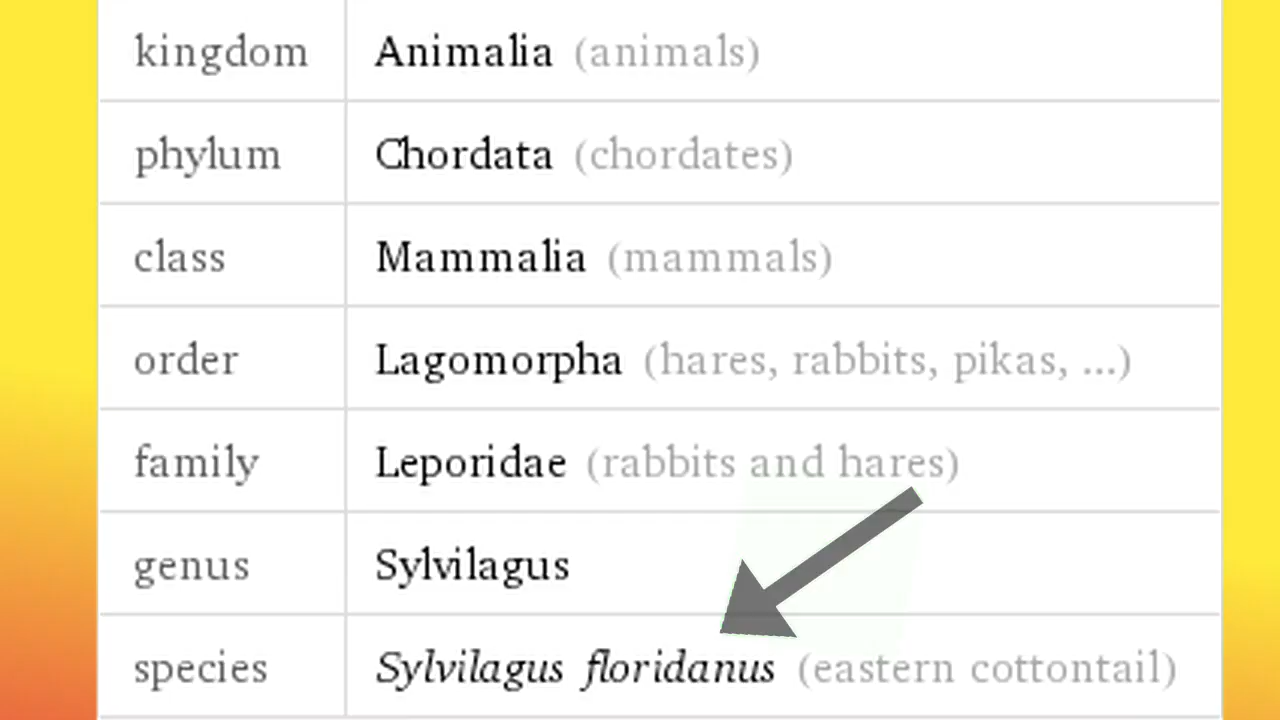 kingdom Animalia (animals)
phylum Chordata (chordates)
class Mammalia (mammals)
order Lagomorpha (hares, rabbits, pikas, ...)
family Leporidae (rabbits and hares)
genus Sylvilagus
species Sylvilagus floridanus (eastern cottontail)